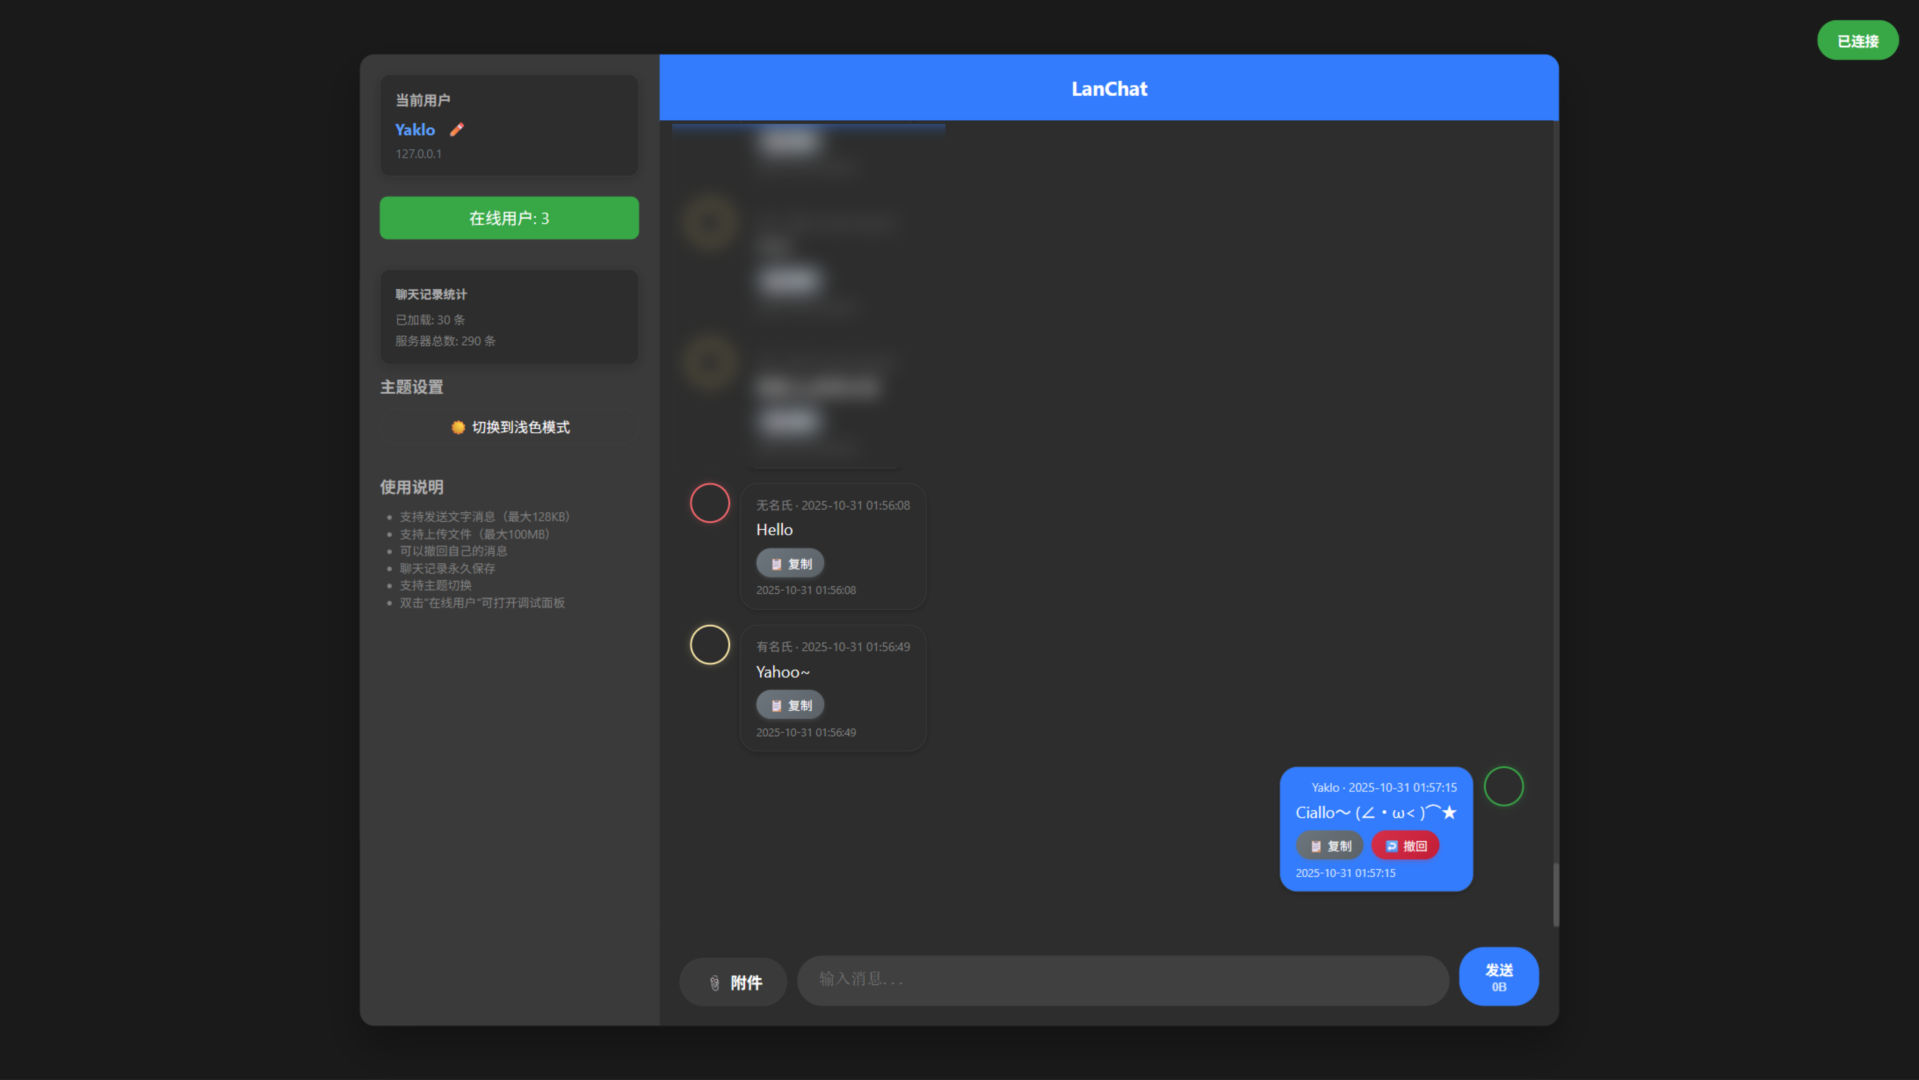 已连接
当前用户
Yaklo
127.0.0.1
在线用户: 3
聊天记录统计
已加载: 30 条
服务器总数: 290 条
主题设置
切换到浅色模式
使用说明
支持发送文字消息（最大128KB）
支持上传文件（最大100MB）
可以撤回自己的消息
聊天记录永久保存
支持主题切换
双击"在线用户"可打开调试面板
LanChat
无名氏 · 2025-10-31 01:56:08
Hello
复制
2025-10-31 01:56:08
有名氏 · 2025-10-31 01:56:49
Yahoo~
复制
2025-10-31 01:56:49
Yaklo · 2025-10-31 01:57:15
Ciallo～ (∠・ω< )⌒★
复制 撤回
2025-10-31 01:57:15
附件
输入消息...
发送
0B